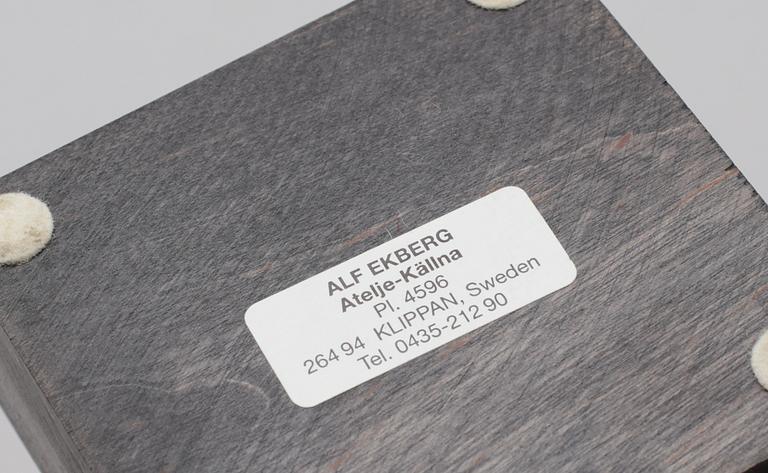 ALF EKBERG
Atelje-Källna
Pl. 4596
264 94 KLIPPAN, Sweden
Tel. 0435-212 90